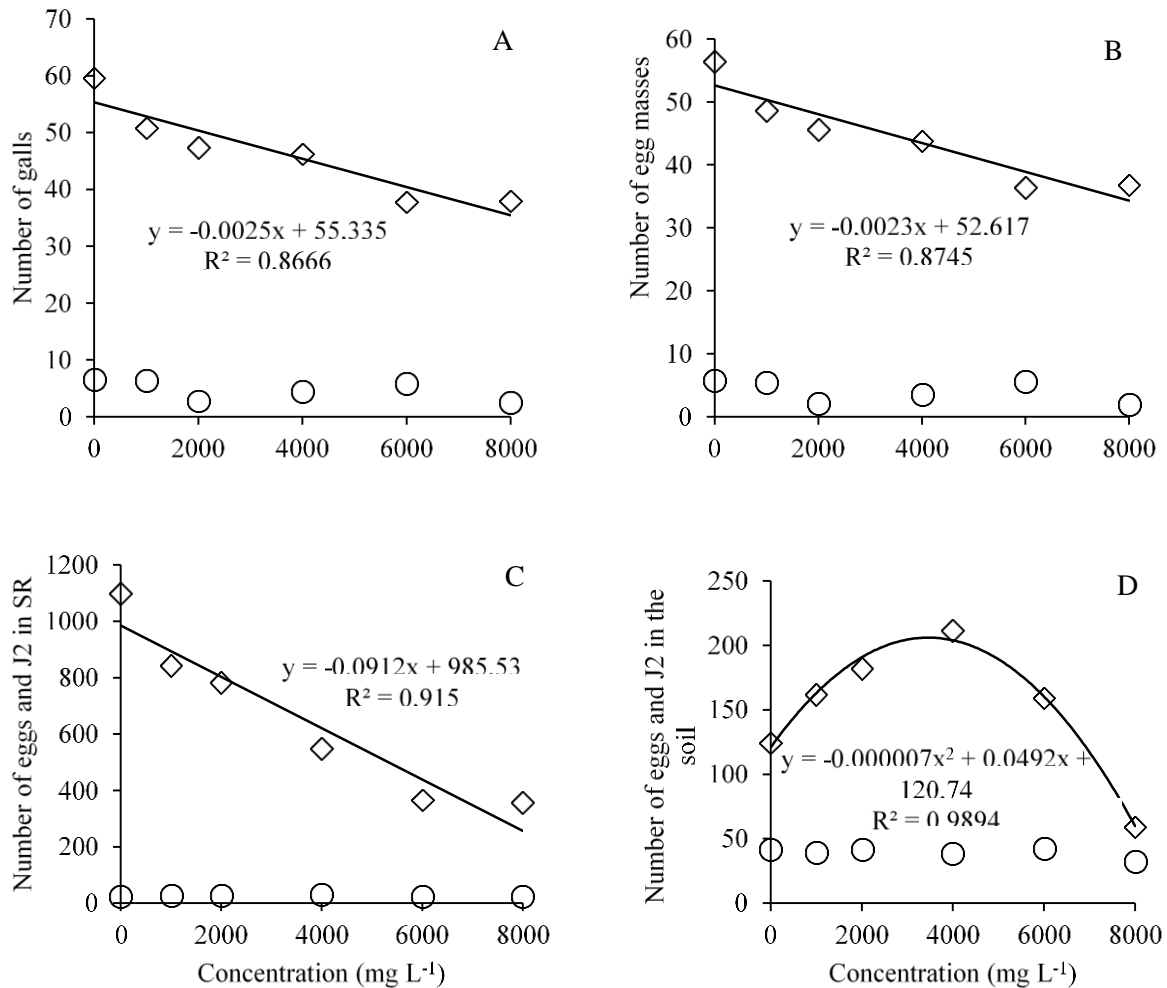 A
Number of galls
70
60
50
40
30
20
10
0
y = -0.0025x + 55.335
R² = 0.8666
0 2000 4000 6000 8000
B
Number of egg masses
60
50
40
30
20
10
0
y = -0.0023x + 52.617
R² = 0.8745
0 2000 4000 6000 8000
C
Number of eggs and J2 in SR
1200
1000
800
600
400
200
0
y = -0.0912x + 985.53
R² = 0.915
0 2000 4000 6000 8000
Concentration (mg L⁻¹)
D
Number of eggs and J2 in the
soil
250
200
150
100
50
0
y = -0.000007x² + 0.0492x +
120.74
R² = 0.9894
0 2000 4000 6000 8000
Concentration (mg L⁻¹)